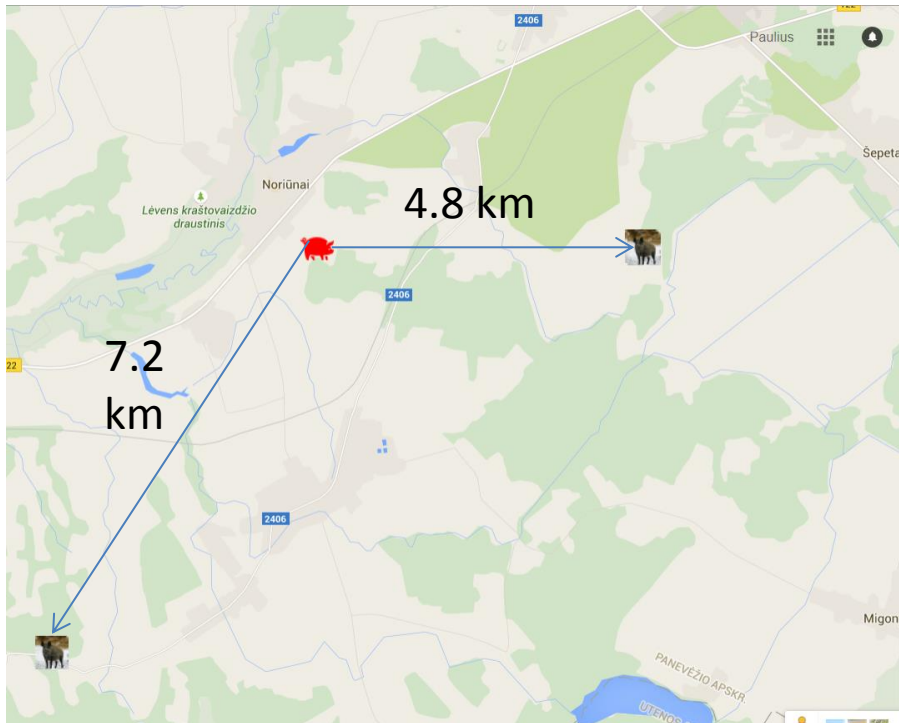 122
2406
Paulius
Šepeta
Noriūnai
Lėvens kraštovaizdžio
draustinis
4.8 km
2406
22
7.2
km
2406
Migon
PANEVĖŽIO APSKR.
UTENOS